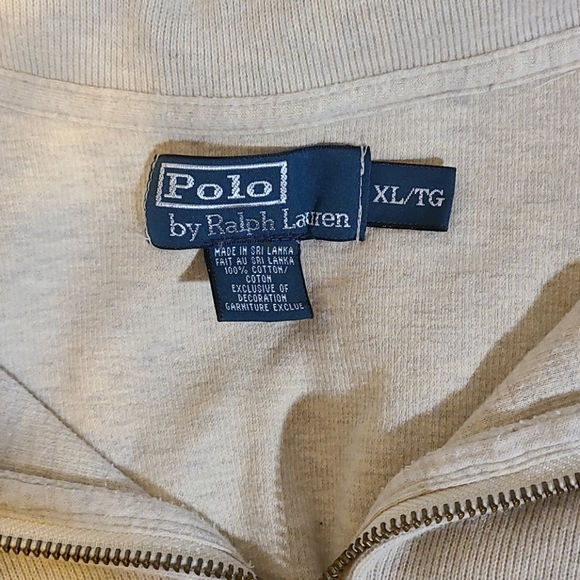 Polo
by Ralph Lauren
XL/TG
MADE IN SRI LANKA
FAIT AU SRI LANKA
100% COTTON/
COTON
EXCLUSIVE OF
DECORATION
GARNITURE EXCLUE